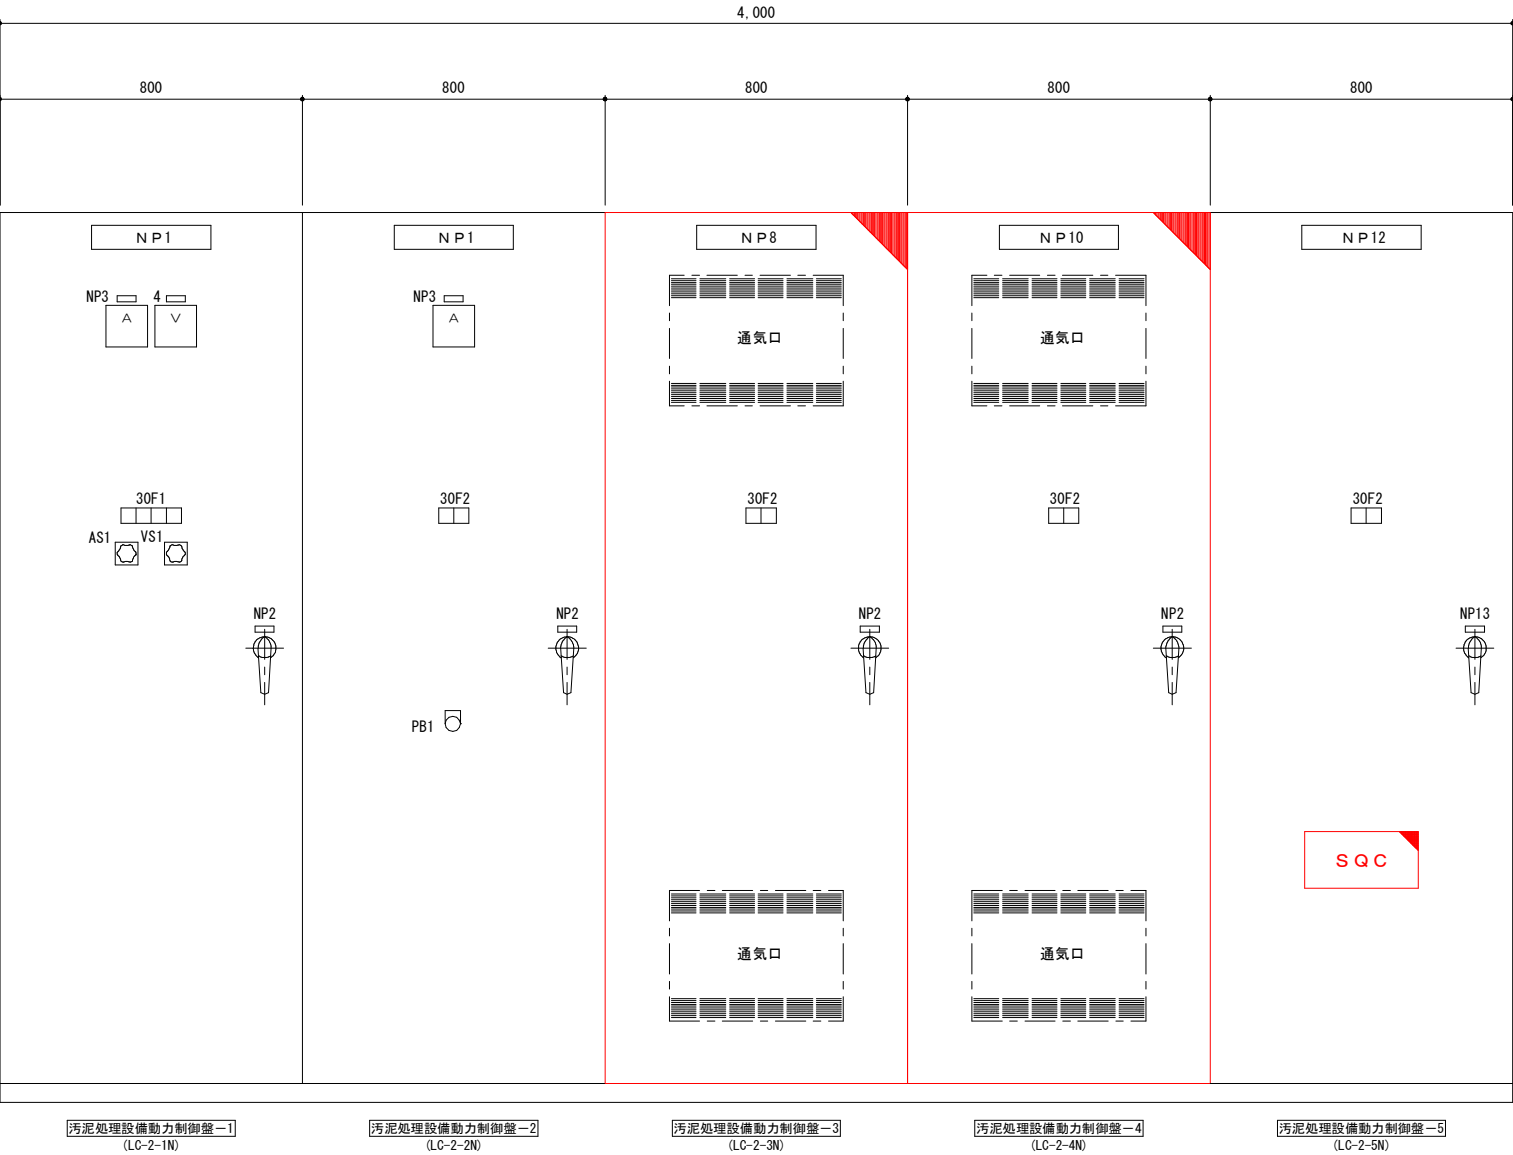 4,000
800 800 800 800 800
NP1 NP1 NP8 NP10 NP12
NP3 4 NP3
A V A
通気口 通気口
30F1 30F2 30F2 30F2 30F2
AS1 VS1
NP2 NP2 NP2 NP2 NP13
PB1
SQC
通気口 通気口
汚泥処理設備動力制御盤－1 汚泥処理設備動力制御盤－2 汚泥処理設備動力制御盤－3 汚泥処理設備動力制御盤－4 汚泥処理設備動力制御盤－5
(LC-2-1N) (LC-2-2N) (LC-2-3N) (LC-2-4N) (LC-2-5N)